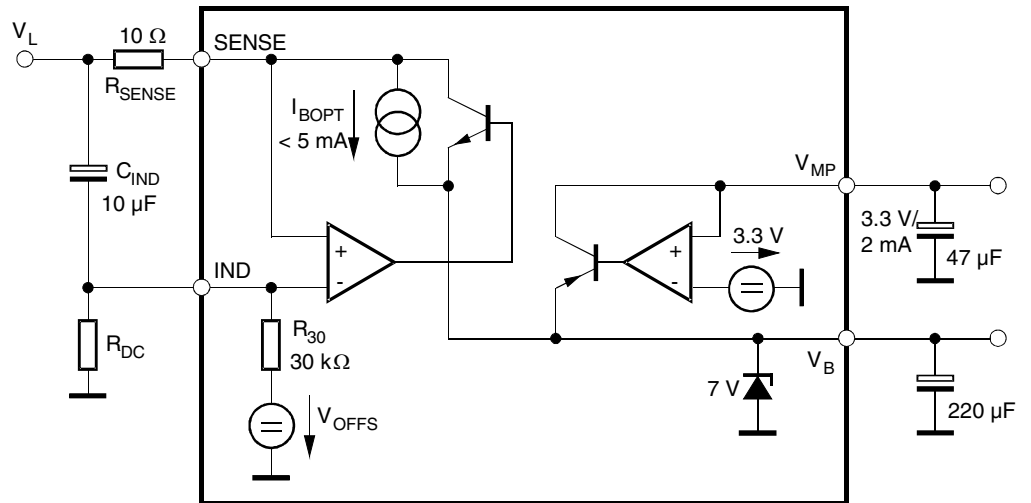 V_L
10 Ω
R_SENSE
SENSE
C_IND
10 µF
I_BOPT
< 5 mA
+
-
IND
R_DC
R_30
30 kΩ
V_OFFS
V_MP
3.3 V/
2 mA
47 µF
3.3 V
+
-
7 V
V_B
220 µF